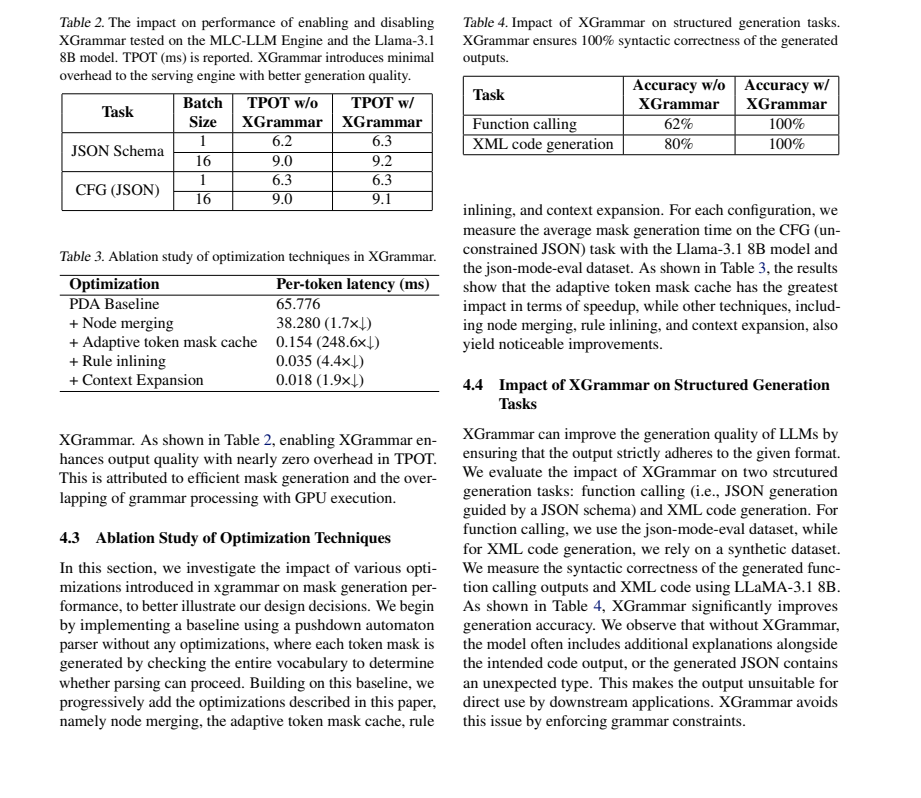 Table 2. The impact on performance of enabling and disabling
XGrammar tested on the MLC-LLM Engine and the Llama-3.1
8B model. TPOT (ms) is reported. XGrammar introduces minimal
overhead to the serving engine with better generation quality.
Task Batch Size TPOT w/o XGrammar TPOT w/ XGrammar
JSON Schema 1 6.2 6.3
16 9.0 9.2
CFG (JSON) 1 6.3 6.3
16 9.0 9.1
Table 3. Ablation study of optimization techniques in XGrammar.
Optimization Per-token latency (ms)
PDA Baseline 65.776
+ Node merging 38.280 (1.7×↓)
+ Adaptive token mask cache 0.154 (248.6×↓)
+ Rule inlining 0.035 (4.4×↓)
+ Context Expansion 0.018 (1.9×↓)
XGrammar. As shown in Table 2, enabling XGrammar en-
hances output quality with nearly zero overhead in TPOT.
This is attributed to efficient mask generation and the over-
lapping of grammar processing with GPU execution.
4.3 Ablation Study of Optimization Techniques
In this section, we investigate the impact of various opti-
mizations introduced in xgrammar on mask generation per-
formance, to better illustrate our design decisions. We begin
by implementing a baseline using a pushdown automaton
parser without any optimizations, where each token mask is
generated by checking the entire vocabulary to determine
whether parsing can proceed. Building on this baseline, we
progressively add the optimizations described in this paper,
namely node merging, the adaptive token mask cache, rule
Table 4. Impact of XGrammar on structured generation tasks.
XGrammar ensures 100% syntactic correctness of the generated
outputs.
Task Accuracy w/o XGrammar Accuracy w/ XGrammar
Function calling 62% 100%
XML code generation 80% 100%
inlining, and context expansion. For each configuration, we
measure the average mask generation time on the CFG (un-
constrained JSON) task with the Llama-3.1 8B model and
the json-mode-eval dataset. As shown in Table 3, the results
show that the adaptive token mask cache has the greatest
impact in terms of speedup, while other techniques, includ-
ing node merging, rule inlining, and context expansion, also
yield noticeable improvements.
4.4 Impact of XGrammar on Structured Generation
Tasks
XGrammar can improve the generation quality of LLMs by
ensuring that the output strictly adheres to the given format.
We evaluate the impact of XGrammar on two strcutured
generation tasks: function calling (i.e., JSON generation
guided by a JSON schema) and XML code generation. For
function calling, we use the json-mode-eval dataset, while
for XML code generation, we rely on a synthetic dataset.
We measure the syntactic correctness of the generated func-
tion calling outputs and XML code using LLaMA-3.1 8B.
As shown in Table 4, XGrammar significantly improves
generation accuracy. We observe that without XGrammar,
the model often includes additional explanations alongside
the intended code output, or the generated JSON contains
an unexpected type. This makes the output unsuitable for
direct use by downstream applications. XGrammar avoids
this issue by enforcing grammar constraints.